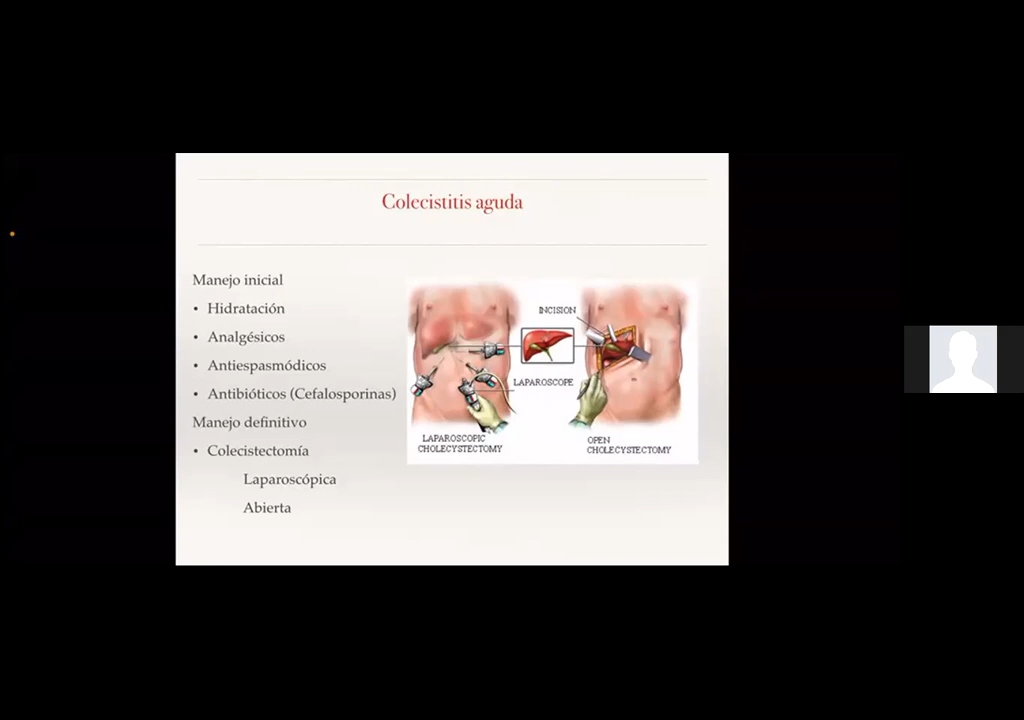 Colecistitis aguda
Manejo inicial
• Hidratación
• Analgésicos
• Antiespasmódicos
• Antibióticos (Cefalosporinas)
Manejo definitivo
• Colecistectomía
Laparoscópica
Abierta
INCISION
LAPAROSCOPE
LAPAROSCOPIC
CHOLECYSTECTOMY
OPEN
CHOLECYSTECTOMY